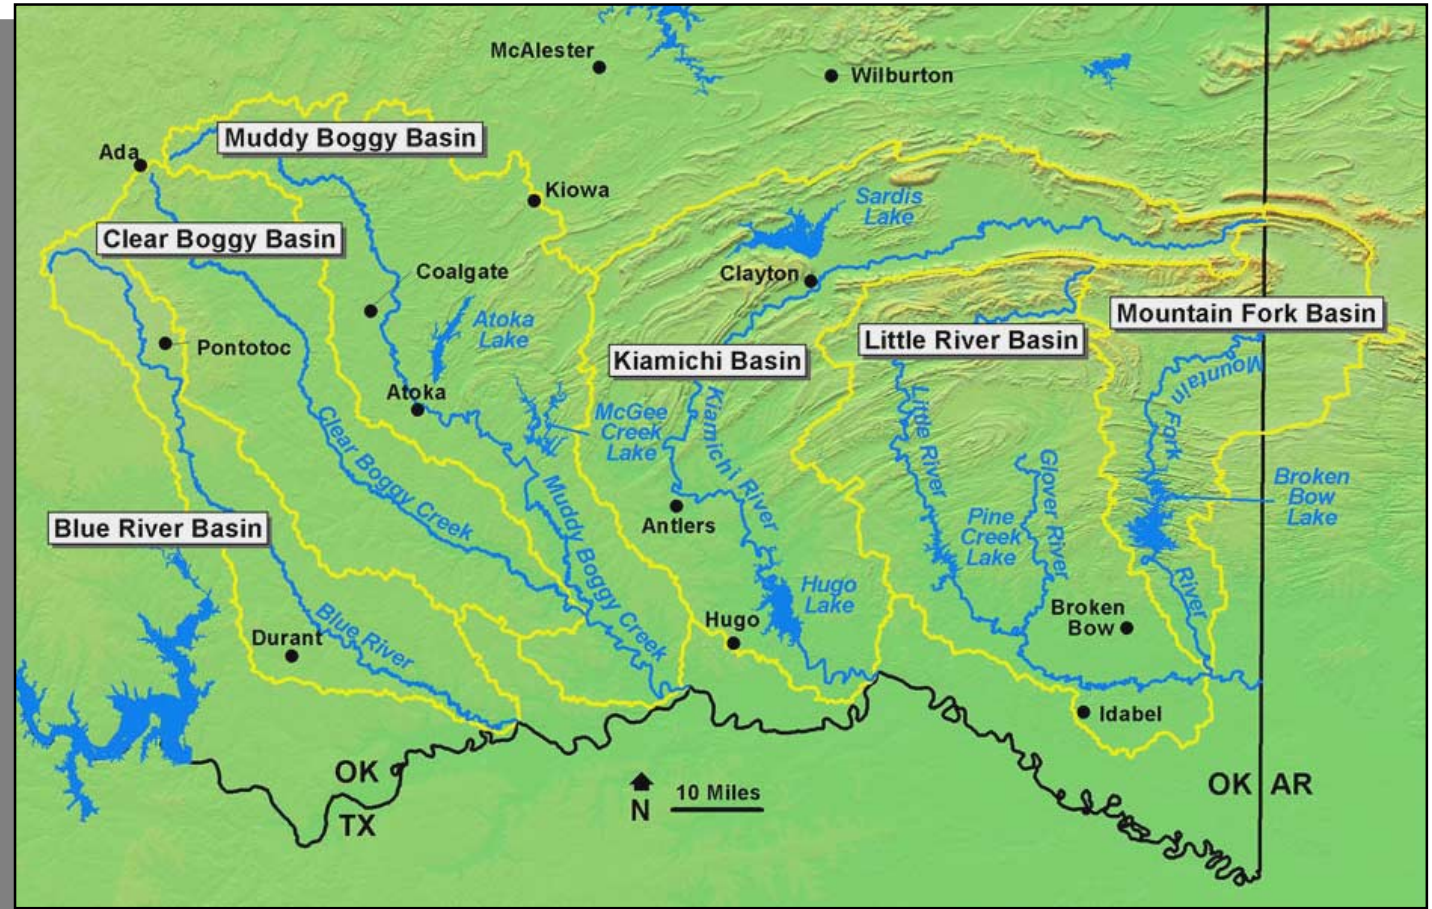 McAlester
Wilburton
Muddy Boggy Basin
Ada
Kiowa
Sardis
Lake
Clear Boggy Basin
Coalgate
Clayton
Atoka
Lake
Mountain Fork Basin
Pontotoc
Little River Basin
Kiamichi Basin
Mountain Fork
River
Atoka
McGee
Creek
Lake
Kiamichi River
Little River
Clear Boggy Creek
Glover River
Broken
Bow
Lake
Muddy Boggy Creek
Blue River Basin
Antlers
Pine
Creek
Lake
Hugo
Lake
Broken
Bow
Hugo
Durant
Blue River
Idabel
OK
TX
N
10 Miles
OK
AR